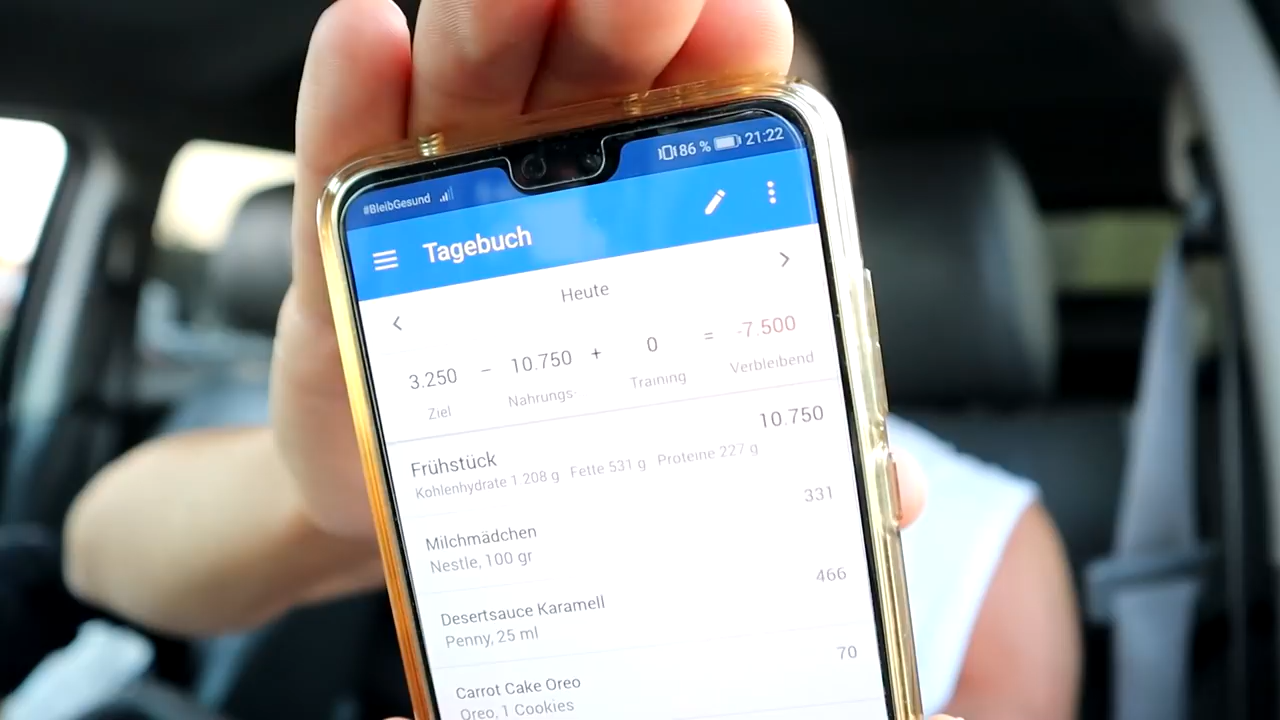 #BleibGesund 86 % 21:22
Tagebuch
Heute
3.250 – 10.750 + 0 = -7.500
Ziel Nahrungs- Training Verbleibend
Frühstück 10.750
Kohlenhydrate 1.208 g Fette 531 g Proteine 227 g
Milchmädchen 331
Nestle, 100 gr
Desertsauce Karamell 466
Penny, 25 ml
Carrot Cake Oreo 70
Oreo, 1 Cookies